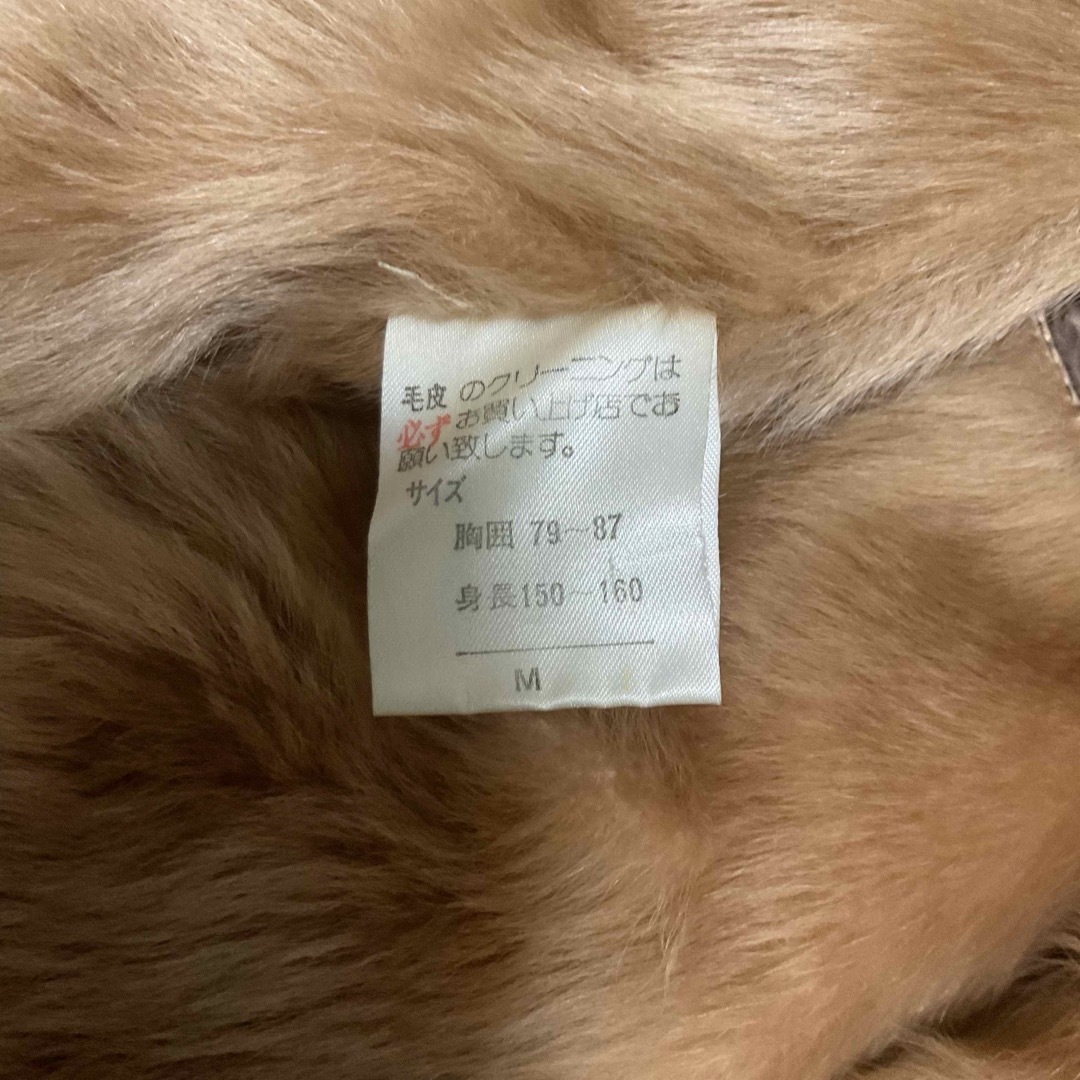 毛皮のクリーニングは
必ずお買い上げ店でお
願い致します。
サイズ
胸囲 79~87
身長150~160
M